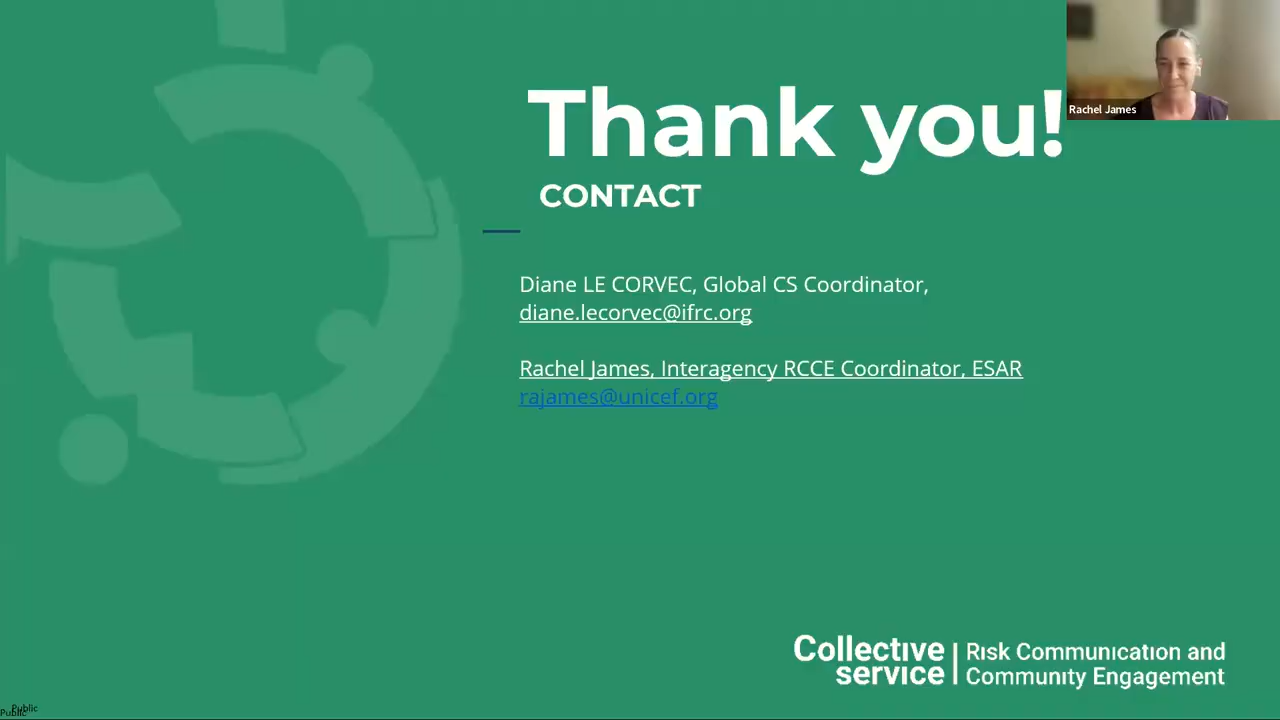 Thank you!
Rachel James
CONTACT
Diane LE CORVEC, Global CS Coordinator,
diane.lecorvec@ifrc.org
Rachel James, Interagency RCCE Coordinator, ESAR
rajames@unicef.org
Collective service | Risk Communication and
Community Engagement
Public
Public